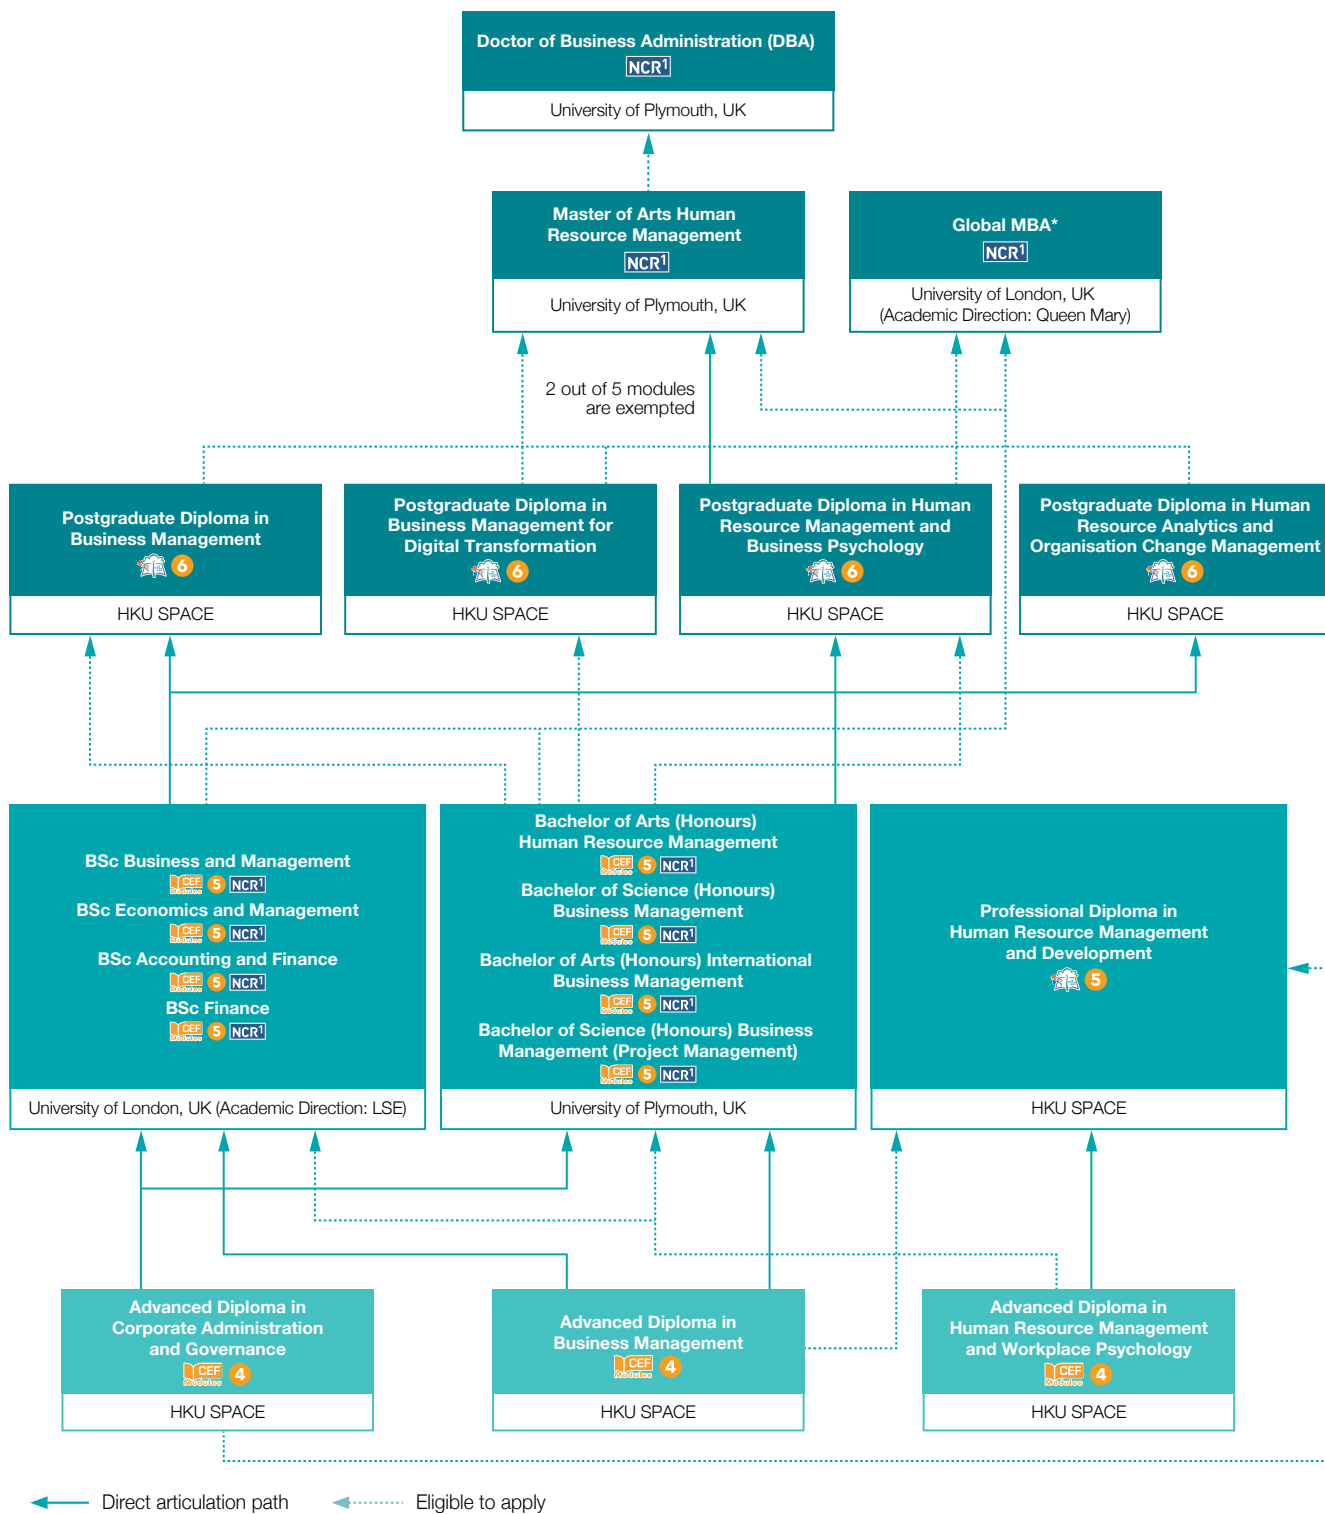 Doctor of Business Administration (DBA)
NCR1
University of Plymouth, UK
Master of Arts Human
Resource Management
NCR1
University of Plymouth, UK
Global MBA*
NCR1
University of London, UK
(Academic Direction: Queen Mary)
2 out of 5 modules
are exempted
Postgraduate Diploma in
Business Management
6
HKU SPACE
Postgraduate Diploma in
Business Management for
Digital Transformation
6
HKU SPACE
Postgraduate Diploma in Human
Resource Management and
Business Psychology
6
HKU SPACE
Postgraduate Diploma in Human
Resource Analytics and
Organisation Change Management
6
HKU SPACE
BSc Business and Management
CEF Modules 5 NCR1
BSc Economics and Management
CEF Modules 5 NCR1
BSc Accounting and Finance
CEF Modules 5 NCR1
BSc Finance
CEF Modules 5 NCR1
University of London, UK (Academic Direction: LSE)
Bachelor of Arts (Honours)
Human Resource Management
CEF Modules 5 NCR1
Bachelor of Science (Honours)
Business Management
CEF Modules 5 NCR1
Bachelor of Arts (Honours) International
Business Management
CEF Modules 5 NCR1
Bachelor of Science (Honours) Business
Management (Project Management)
CEF Modules 5 NCR1
University of Plymouth, UK
Professional Diploma in
Human Resource Management
and Development
5
HKU SPACE
Advanced Diploma in
Corporate Administration
and Governance
CEF Modules 4
HKU SPACE
Advanced Diploma in
Business Management
CEF Modules 4
HKU SPACE
Advanced Diploma in
Human Resource Management
and Workplace Psychology
CEF Modules 4
HKU SPACE
Direct articulation path
Eligible to apply